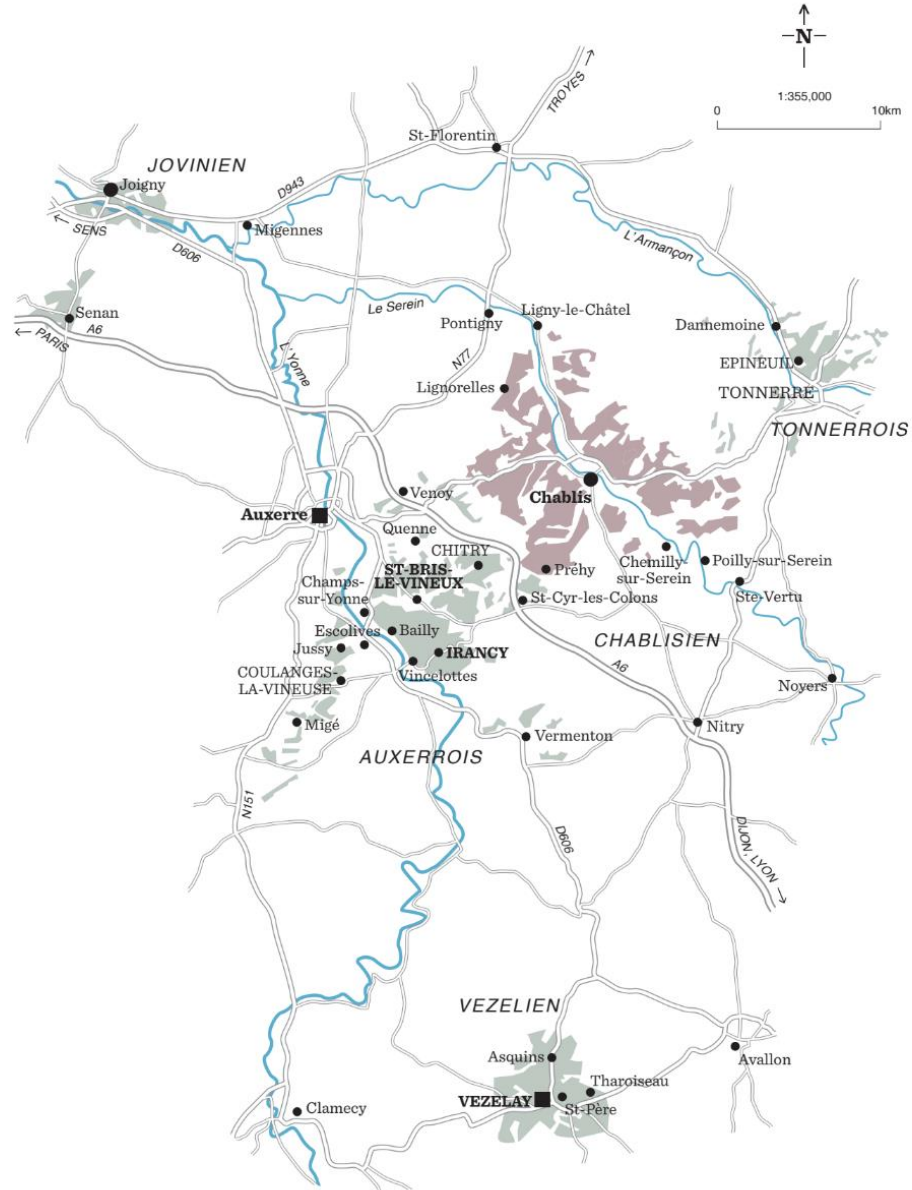 N
1:355,000
0
10km
TROYES
St-Florentin
JOVINIEN
Joigny
D943
Migennes
SENS
D606
L'Armançon
Senan
A6
PARIS
Le Serein
Pontigny
Ligny-le-Châtel
Dannemoine
L'Yonne
N77
EPINEUIL
Lignorelles
TONNERRE
TONNERROIS
Venoy
Chablis
Auxerre
Quenne
CHITRY
ST-BRIS-
LE-VINEUX
Préhy
Chemilly-
sur-Serein
Poilly-sur-Serein
Champs-
sur-Yonne
St-Cyr-les-Colons
Ste-Vertu
Escolives
Bailly
CHABLISIEN
Jussy
IRANCY
A6
COULANGES-
LA-VINEUSE
Vincelottes
Noyers
Migé
Nitry
Vermenton
AUXERROIS
N151
D606
DIJON, LYON
VEZELIEN
Asquins
Avallon
Tharoiseau
VEZELAY
St-Père
Clamecy